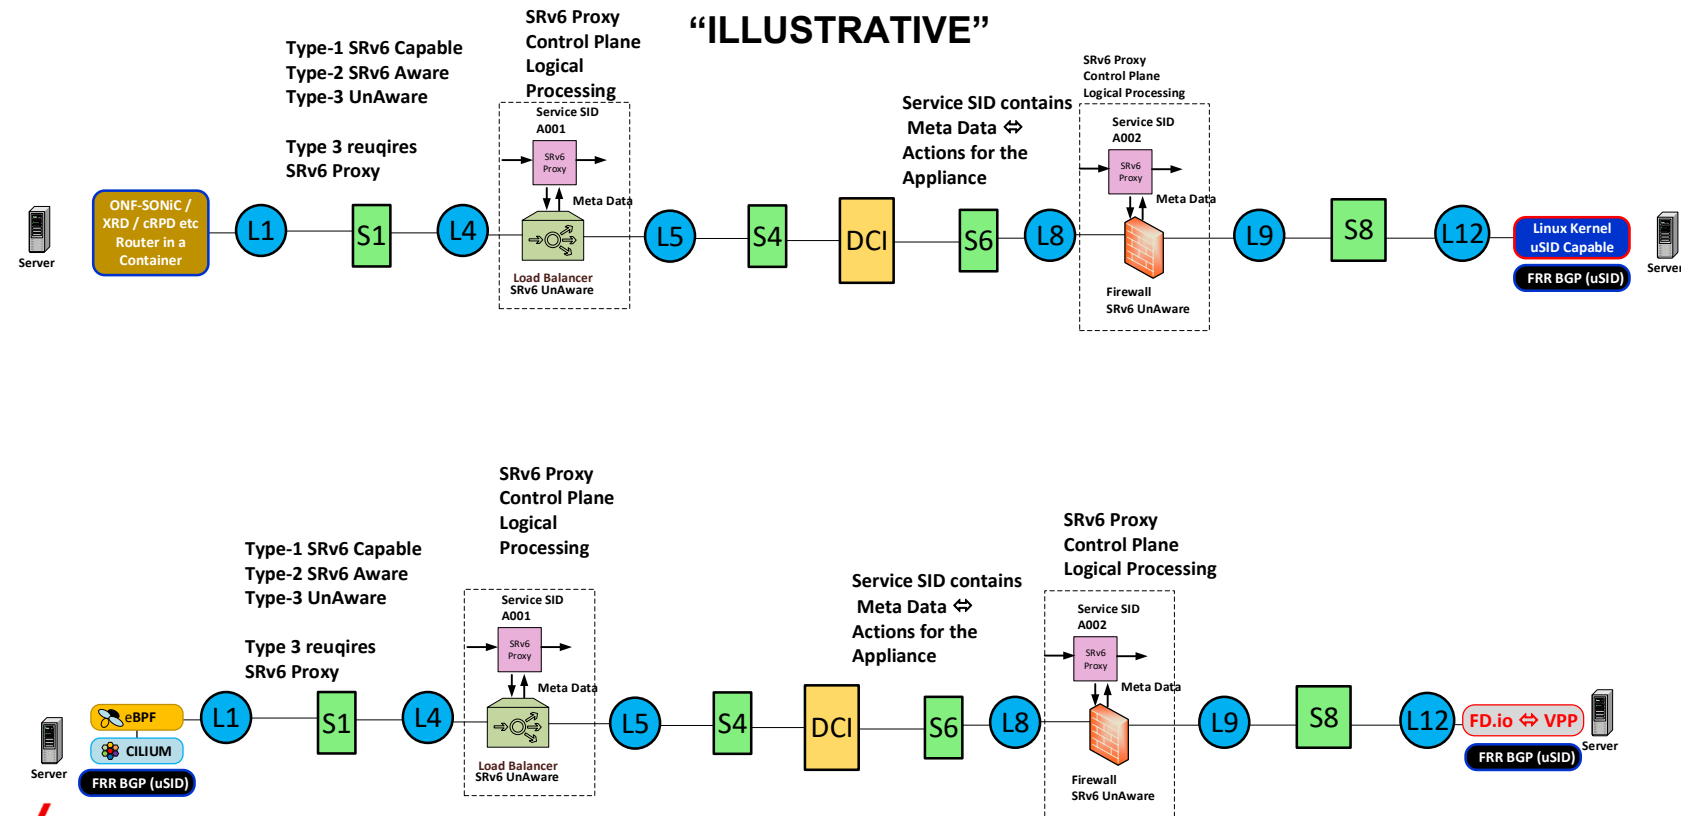 “ILLUSTRATIVE”
SRv6 Proxy
Control Plane
Logical
Processing
Type-1 SRv6 Capable
Type-2 SRv6 Aware
Type-3 UnAware
Type 3 reuqires
SRv6 Proxy
Service SID
A001
SRv6
Proxy
Meta Data
Load Balancer
SRv6 UnAware
Service SID contains
Meta Data ⇔
Actions for the
Appliance
SRv6 Proxy
Control Plane
Logical Processing
Service SID
A002
SRv6
Proxy
Meta Data
Firewall
SRv6 UnAware
Server
ONF-SONiC /
XRD / cRPD etc
Router in a
Container
L1
S1
L4
L5
S4
DCI
S6
L8
L9
S8
L12
Linux Kernel
uSID Capable
FRR BGP (uSID)
Server
SRv6 Proxy
Control Plane
Logical
Processing
Type-1 SRv6 Capable
Type-2 SRv6 Aware
Type-3 UnAware
Type 3 reuqires
SRv6 Proxy
Service SID
A001
SRv6
Proxy
Meta Data
Load Balancer
SRv6 UnAware
Service SID contains
Meta Data ⇔
Actions for the
Appliance
SRv6 Proxy
Control Plane
Logical Processing
Service SID
A002
SRv6
Proxy
Meta Data
Firewall
SRv6 UnAware
Server
eBPF
CILIUM
FRR BGP (uSID)
L1
S1
L4
L5
S4
DCI
S6
L8
L9
S8
L12
FD.io ⇔ VPP
FRR BGP (uSID)
Server